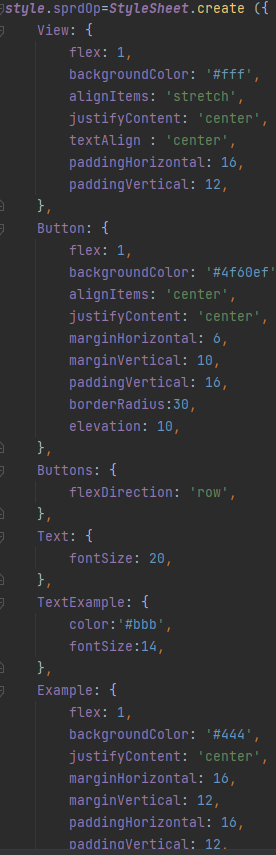 style.sprdOp=StyleSheet.create ({
View: {
flex: 1,
backgroundColor: '#fff',
alignItems: 'stretch',
justifyContent: 'center',
textAlign : 'center',
paddingHorizontal: 16,
paddingVertical: 12,
},
Button: {
flex: 1,
backgroundColor: '#4f60ef',
alignItems: 'center',
justifyContent: 'center',
marginHorizontal: 6,
marginVertical: 10,
paddingVertical: 16,
borderRadius:30,
elevation: 10,
},
Buttons: {
flexDirection: 'row',
},
Text: {
fontSize: 20,
},
TextExample: {
color:'#bbb',
fontSize:14,
},
Example: {
flex: 1,
backgroundColor: '#444',
justifyContent: 'center',
marginHorizontal: 16,
marginVertical: 12,
paddingHorizontal: 16,
paddingVertical: 12,